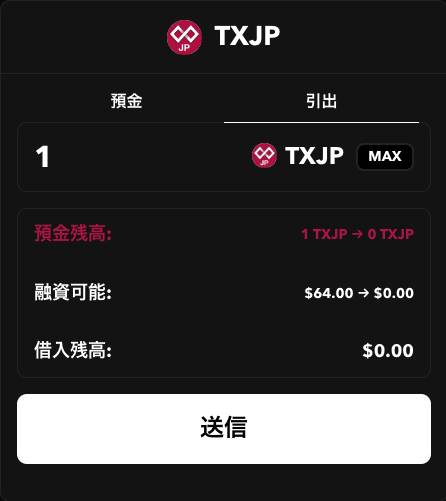 JP TXJP
預金 引出
1 JP TXJP MAX
預金残高: 1 TXJP → 0 TXJP
融資可能: $64.00 → $0.00
借入残高: $0.00
送信